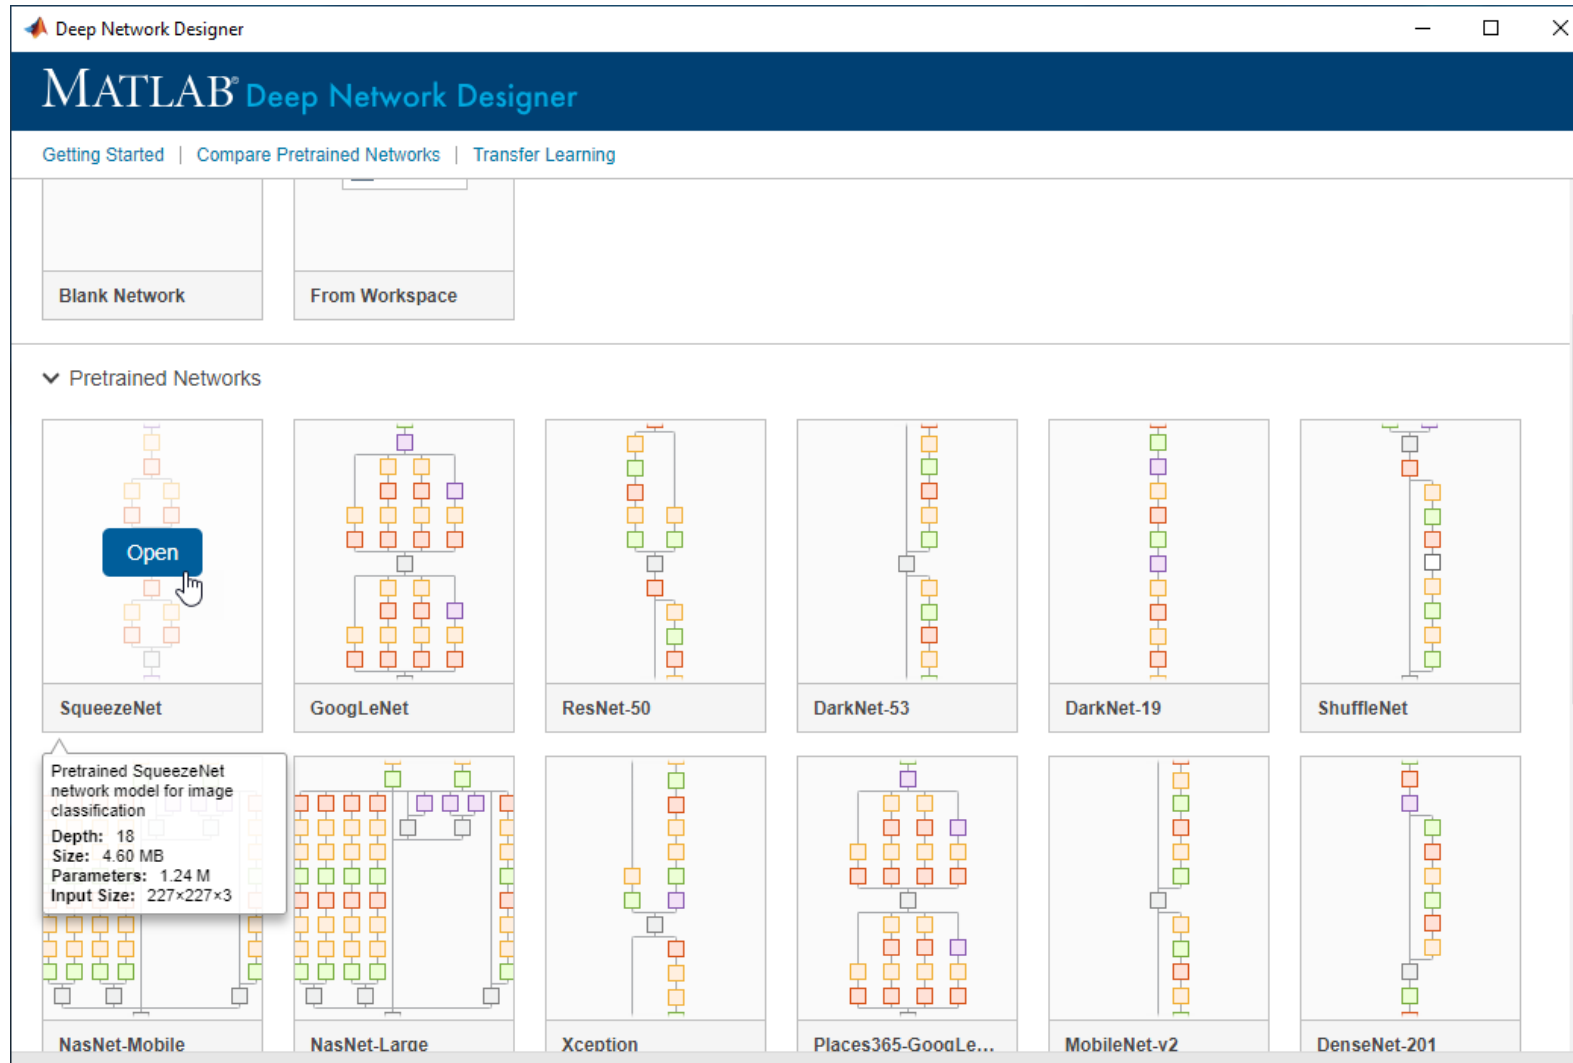 Deep Network Designer
MATLAB® Deep Network Designer
Getting Started | Compare Pretrained Networks | Transfer Learning
Blank Network
From Workspace
Pretrained Networks
Open
SqueezeNet
GoogLeNet
ResNet-50
DarkNet-53
DarkNet-19
ShuffleNet
Pretrained SqueezeNet
network model for image
classification
Depth: 18
Size: 4.60 MB
Parameters: 1.24 M
Input Size: 227×227×3
NasNet-Mobile
NasNet-Large
Xception
Places365-GoogLe...
MobileNet-v2
DenseNet-201